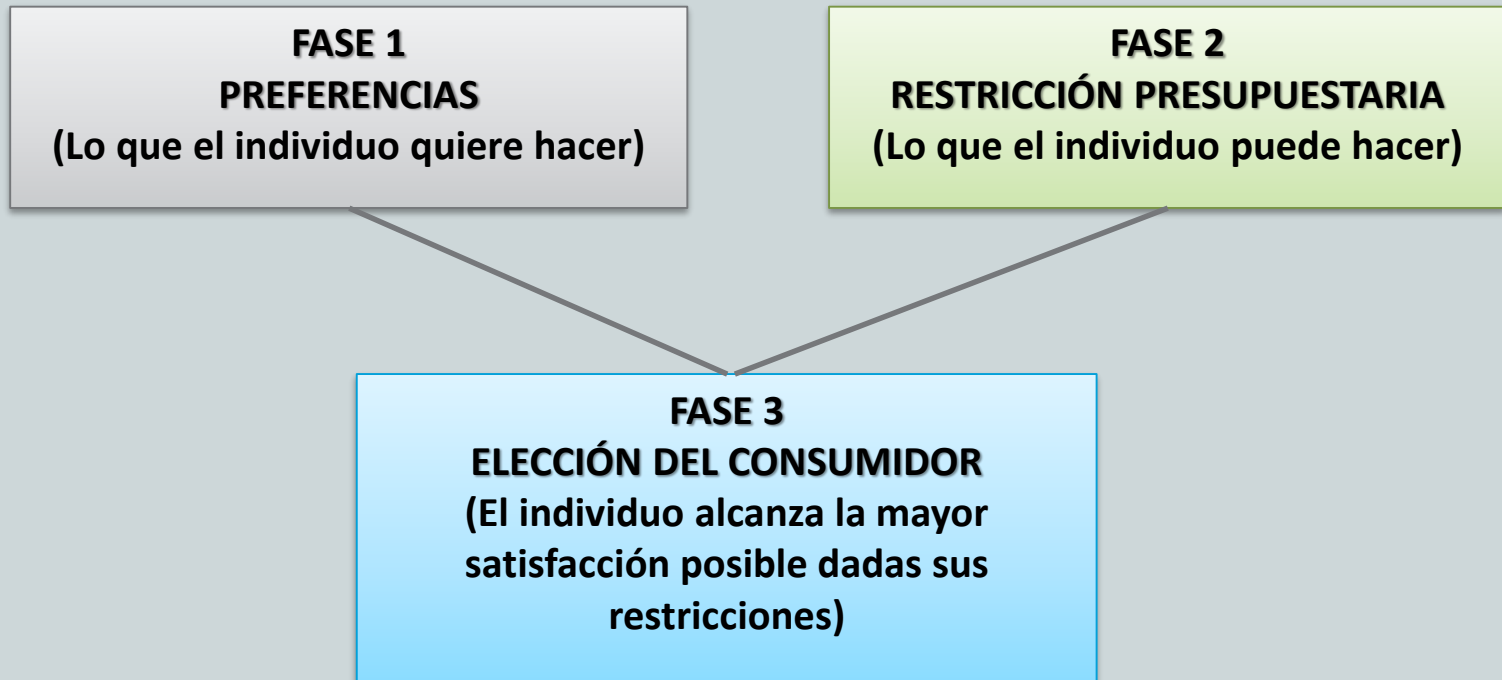 FASE 1
PREFERENCIAS
(Lo que el individuo quiere hacer)
FASE 2
RESTRICCIÓN PRESUPUESTARIA
(Lo que el individuo puede hacer)
FASE 3
ELECCIÓN DEL CONSUMIDOR
(El individuo alcanza la mayor
satisfacción posible dadas sus
restricciones)